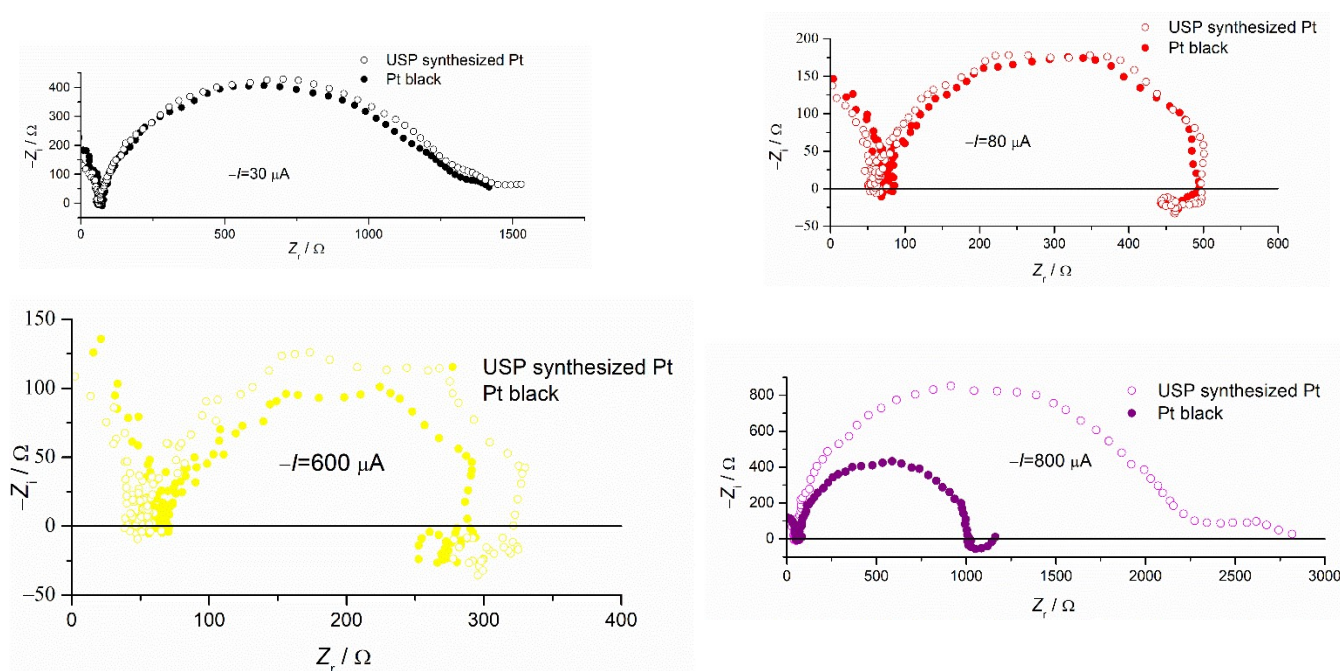 USP synthesized Pt
Pt black
400
300
200
100
0
–Zi / Ω
–I=30 μA
0
500
1000
1500
Zr / Ω
USP synthesized Pt
Pt black
200
150
100
50
0
–50
–Zi / Ω
–I=80 μA
0
100
200
300
400
500
600
Zr / Ω
150
100
50
0
–50
–Zi / Ω
USP synthesized Pt
Pt black
–I=600 μA
0
100
200
300
400
Zr / Ω
800
600
400
200
0
–Zi / Ω
USP synthesized Pt
Pt black
–I=800 μA
0
500
1000
1500
2000
2500
3000
Zr / Ω